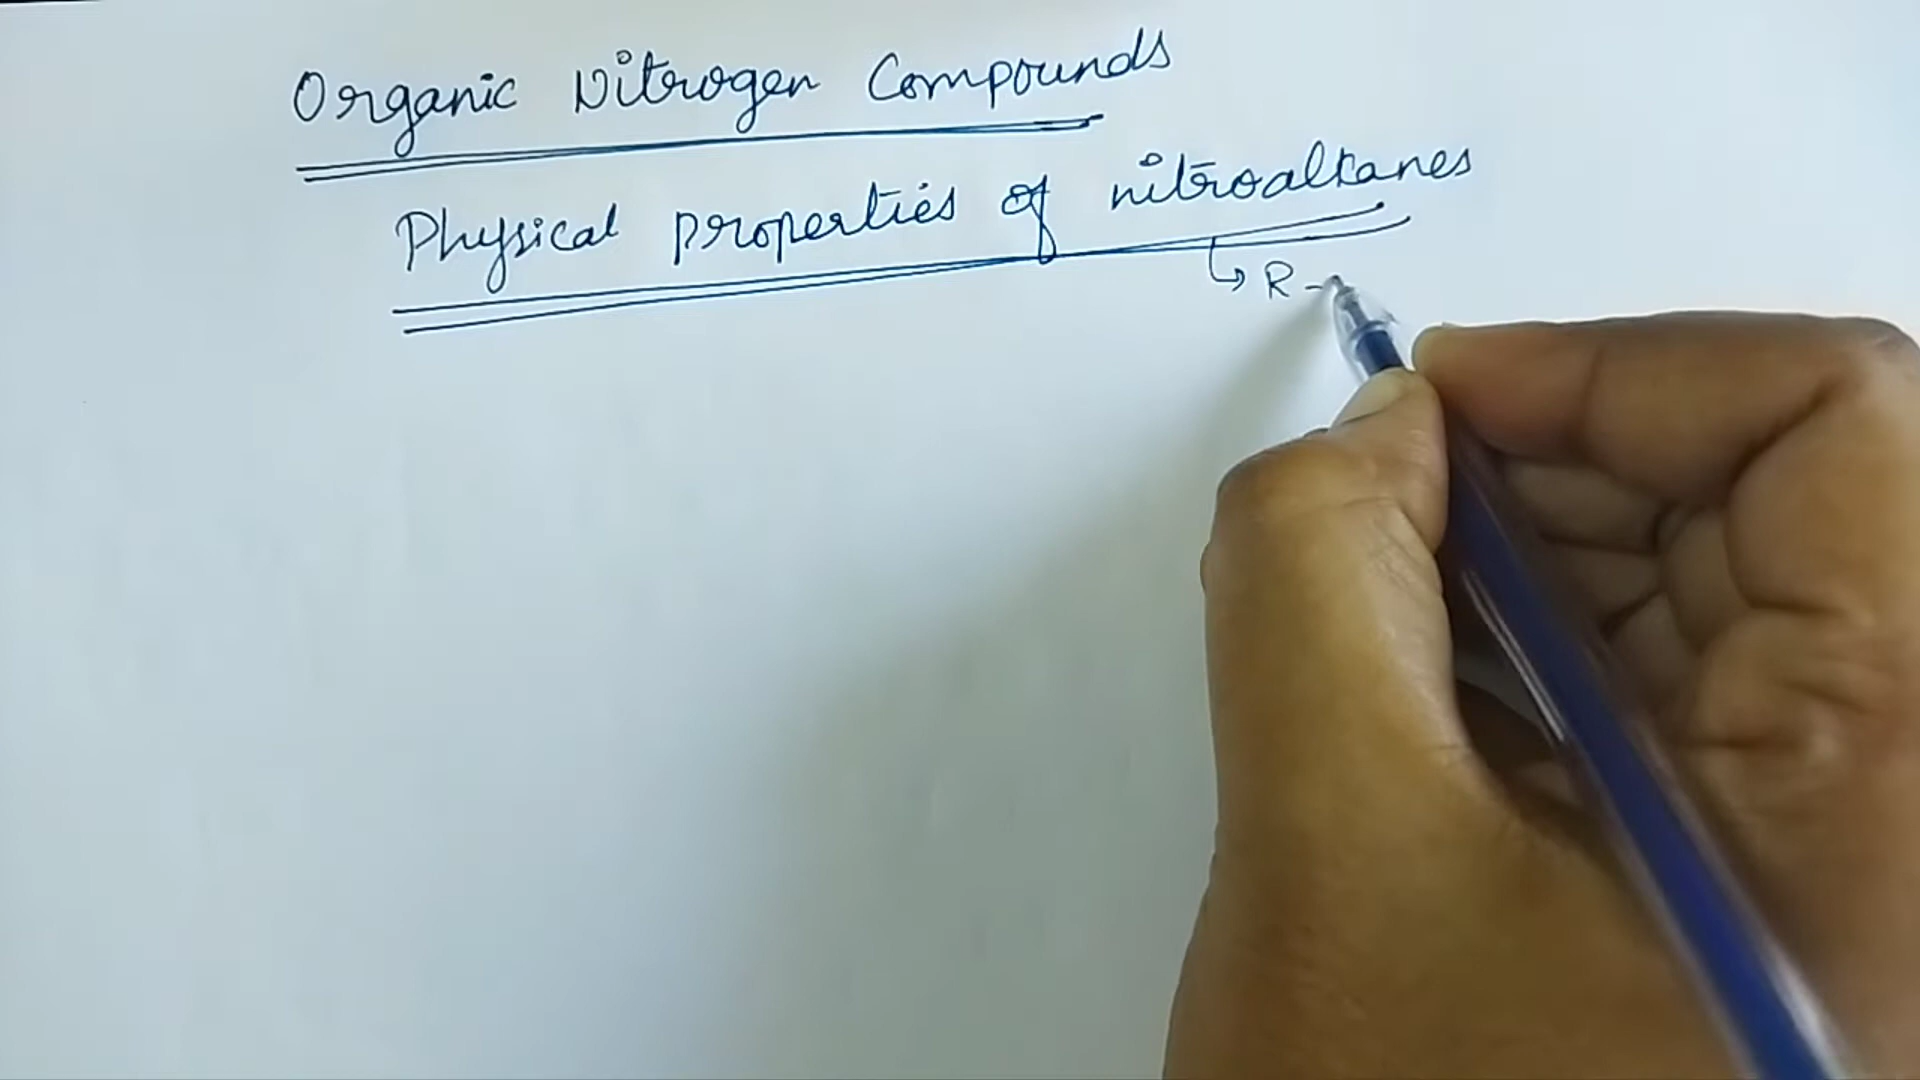 Organic Nitrogen Compounds
Physical properties of nitroalkanes
↳ R -